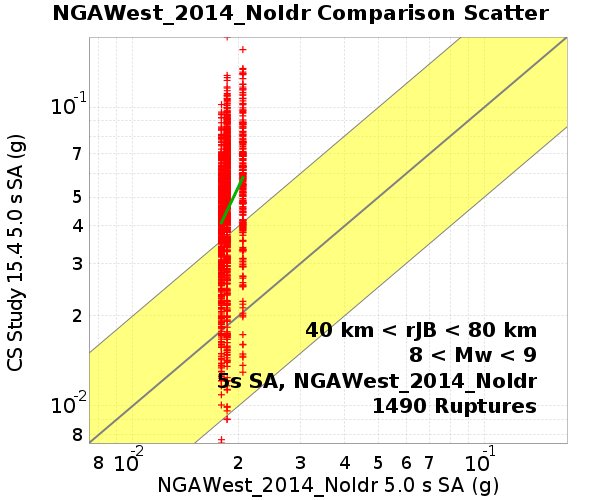 NGAWest_2014_NoIdr Comparison Scatter
CS Study 15.4 5.0 s SA (g)
10⁻¹
7
5
4
3
2
10⁻²
8
40 km < rJB < 80 km
8 < Mw < 9
5s SA, NGAWest_2014_NoIdr
1490 Ruptures
8 10⁻² 2 3 4 5 6 7 10⁻¹
NGAWest_2014_NoIdr 5.0 s SA (g)